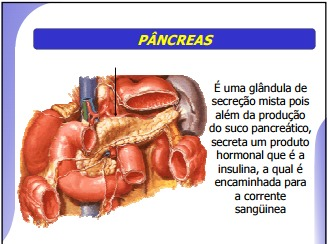 PÂNCREAS
É uma glândula de
secreção mista pois
além da produção
do suco pancreático,
secreta um produto
hormonal que é a
insulina, a qual é
encaminhada para
a corrente
sangüinea